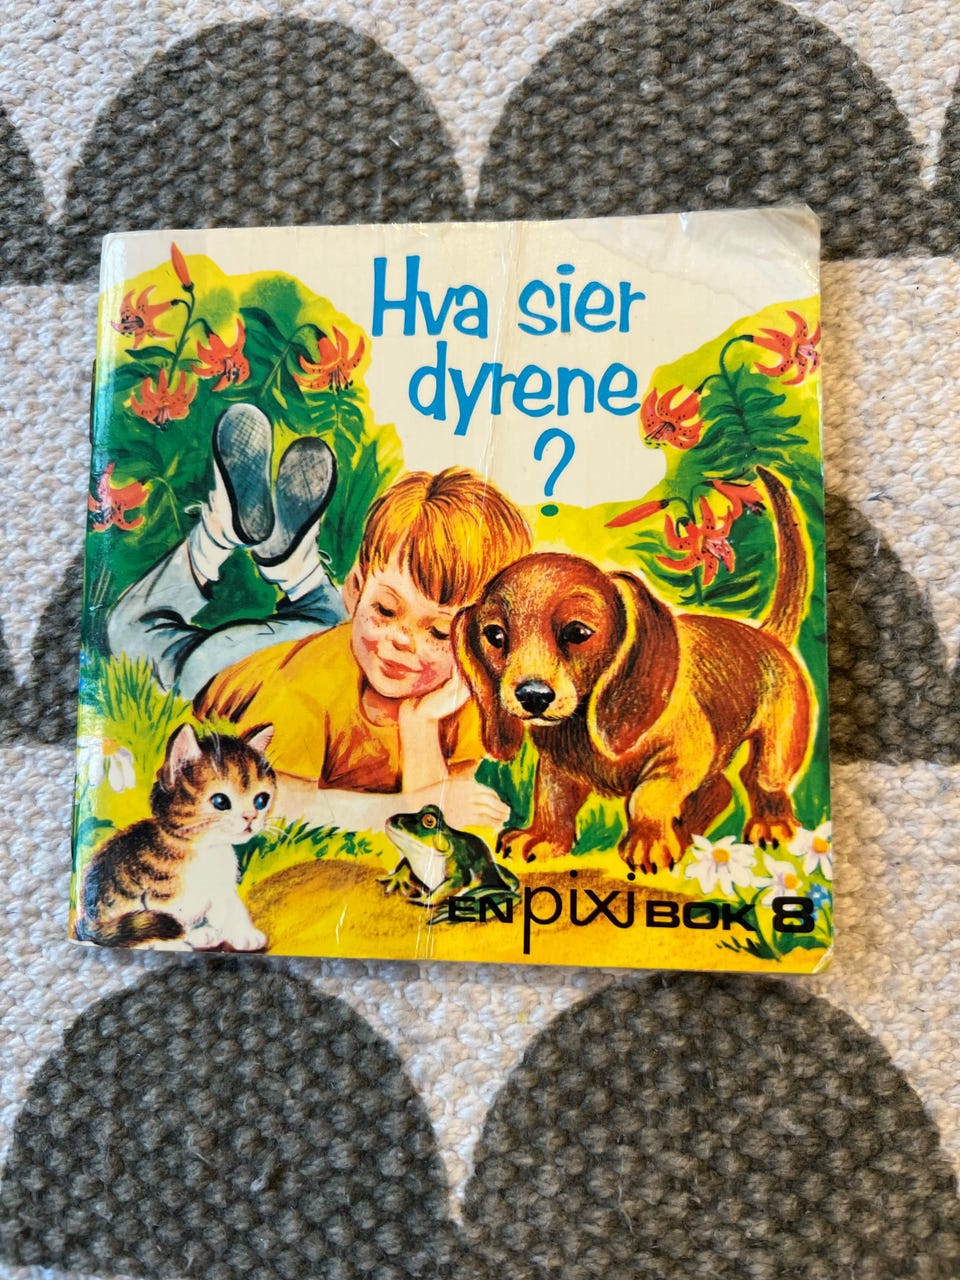 Hva sier
dyrene
?
EN pixi BOK 8